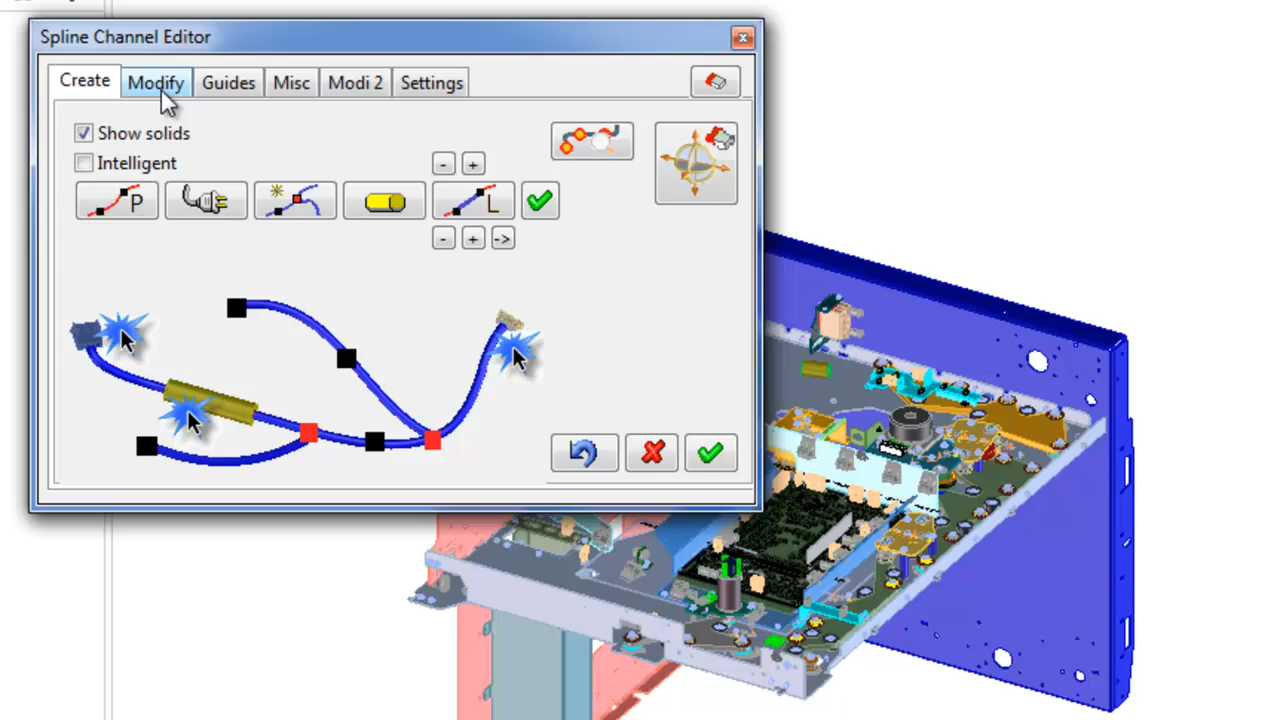 Spline Channel Editor
Create Modify Guides Misc Modi 2 Settings
Show solids
Intelligent
- +
P L
- + ->